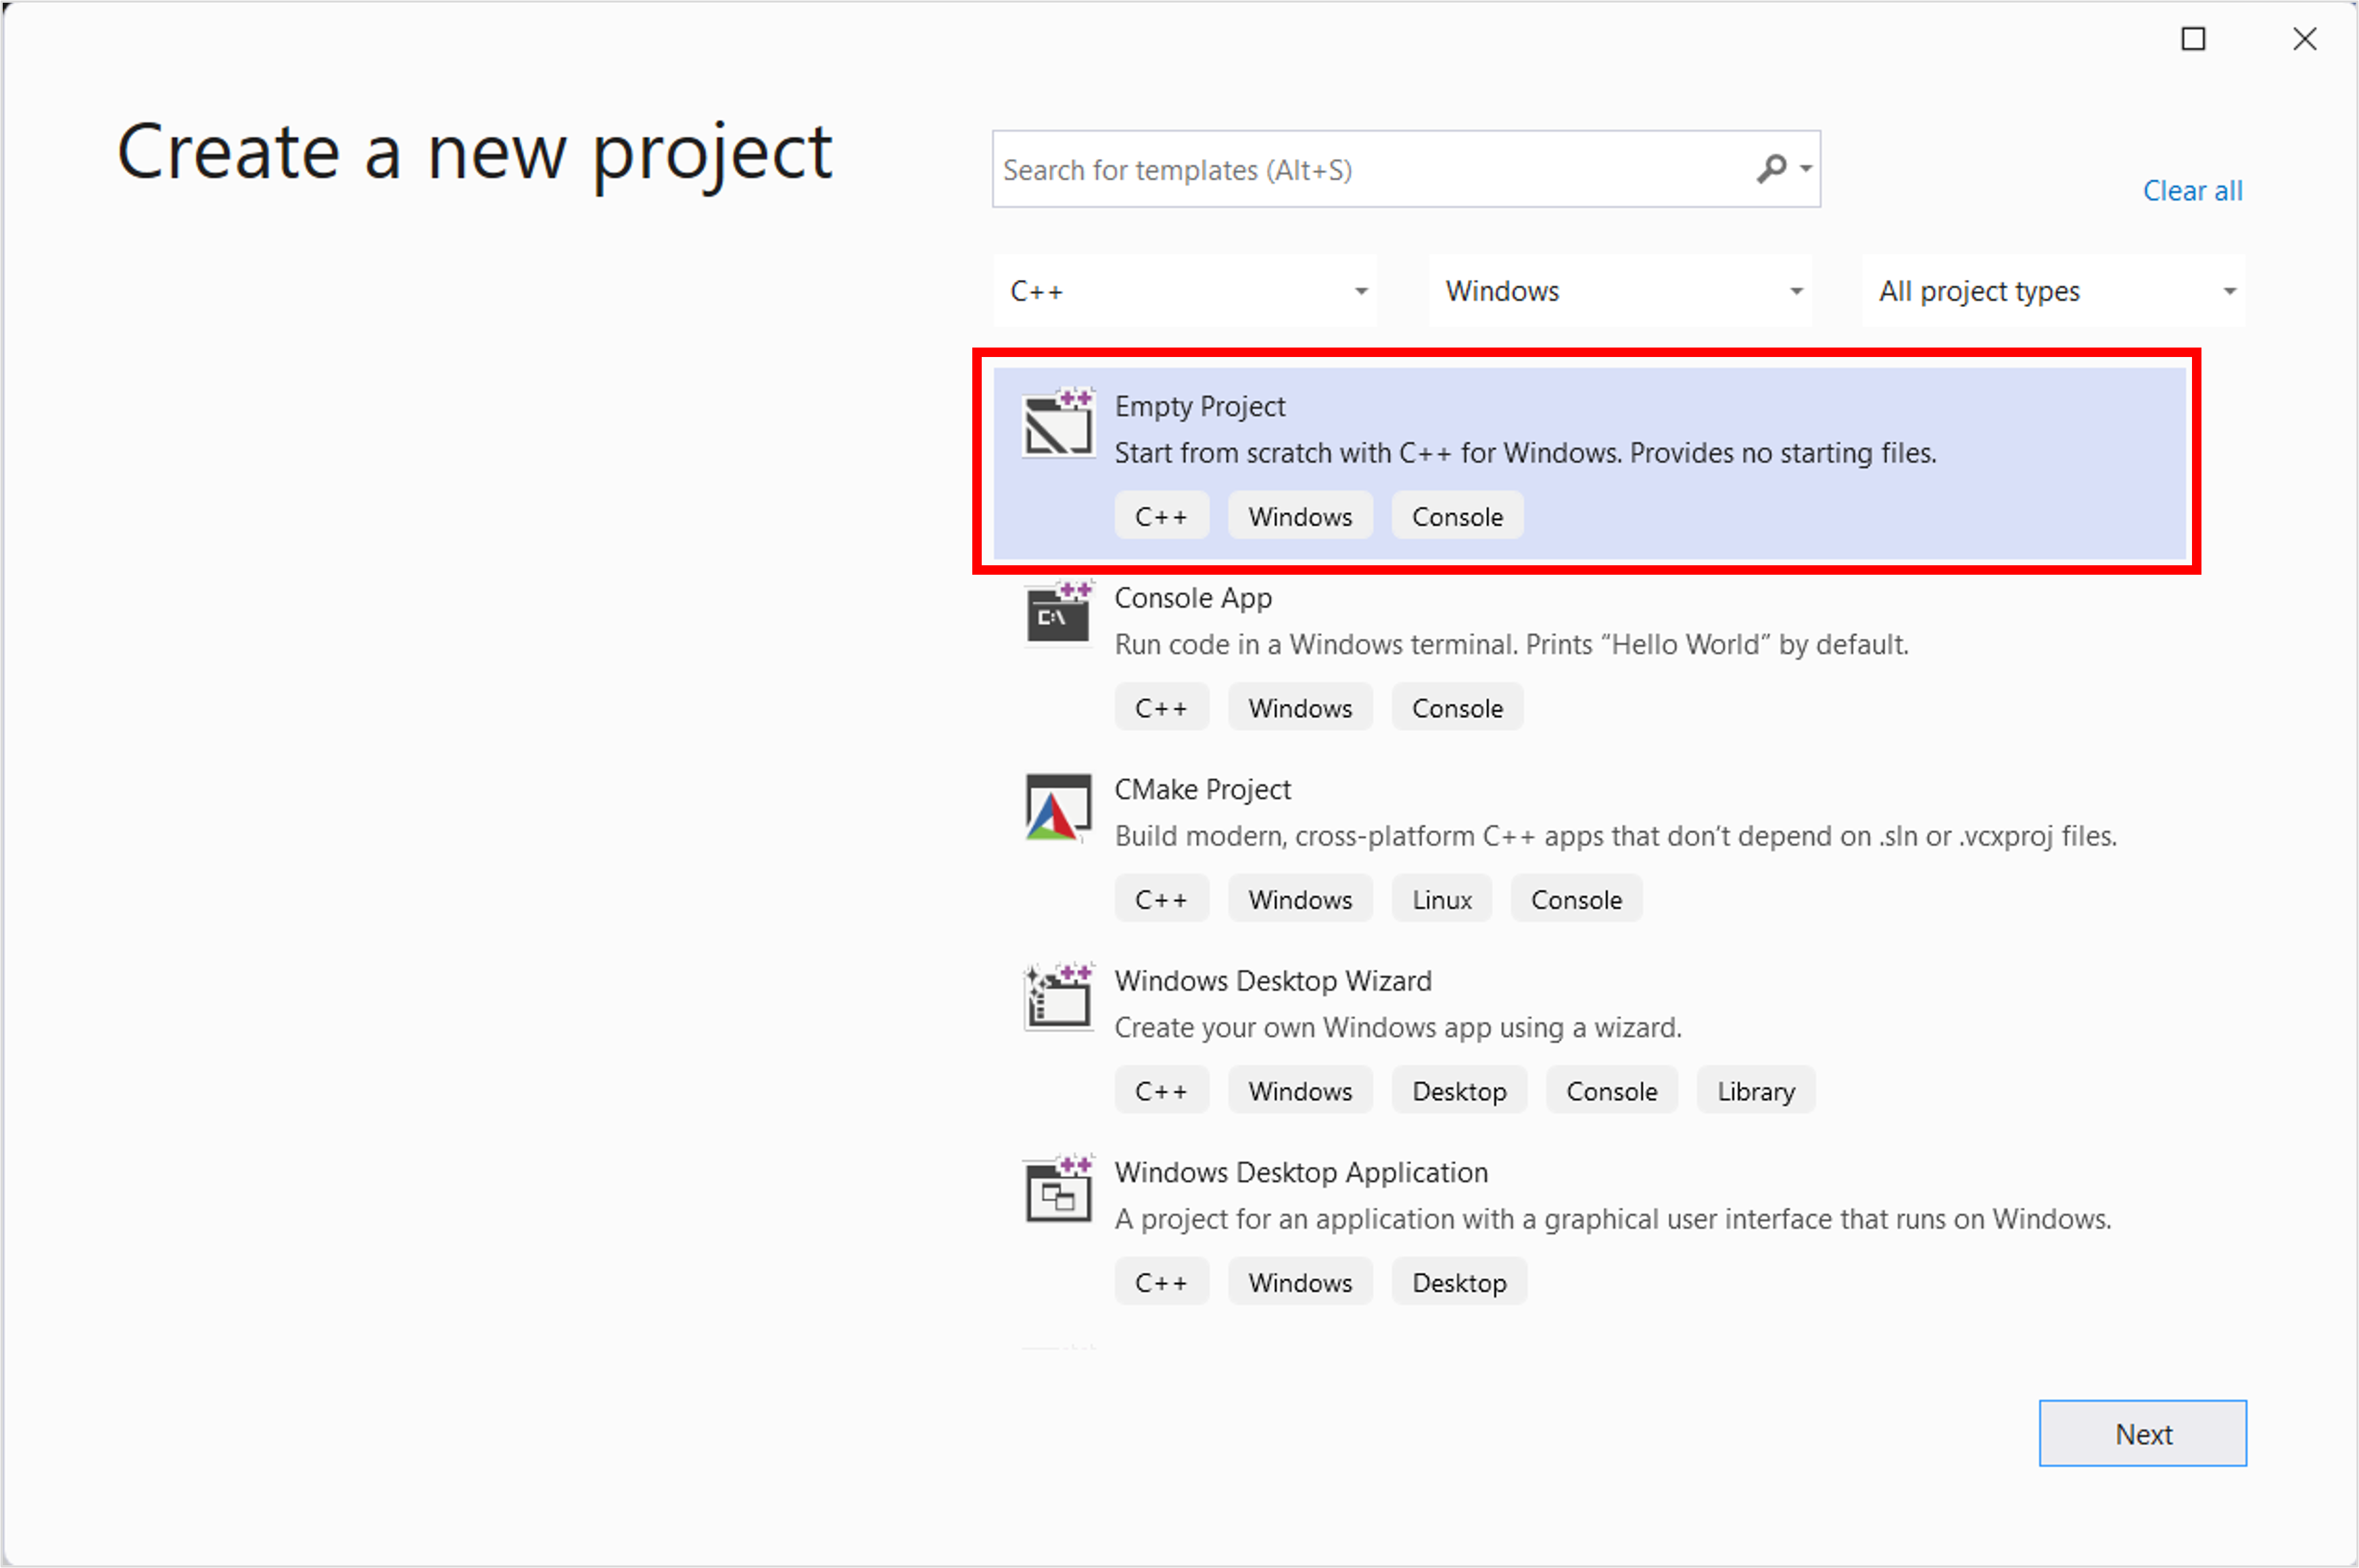 Create a new project
Search for templates (Alt+S)
Clear all
C++ Windows All project types
Empty Project
Start from scratch with C++ for Windows. Provides no starting files.
C++ Windows Console
Console App
C:\
Run code in a Windows terminal. Prints “Hello World” by default.
C++ Windows Console
CMake Project
Build modern, cross-platform C++ apps that don’t depend on .sln or .vcxproj files.
C++ Windows Linux Console
Windows Desktop Wizard
Create your own Windows app using a wizard.
C++ Windows Desktop Console Library
Windows Desktop Application
A project for an application with a graphical user interface that runs on Windows.
C++ Windows Desktop
Next